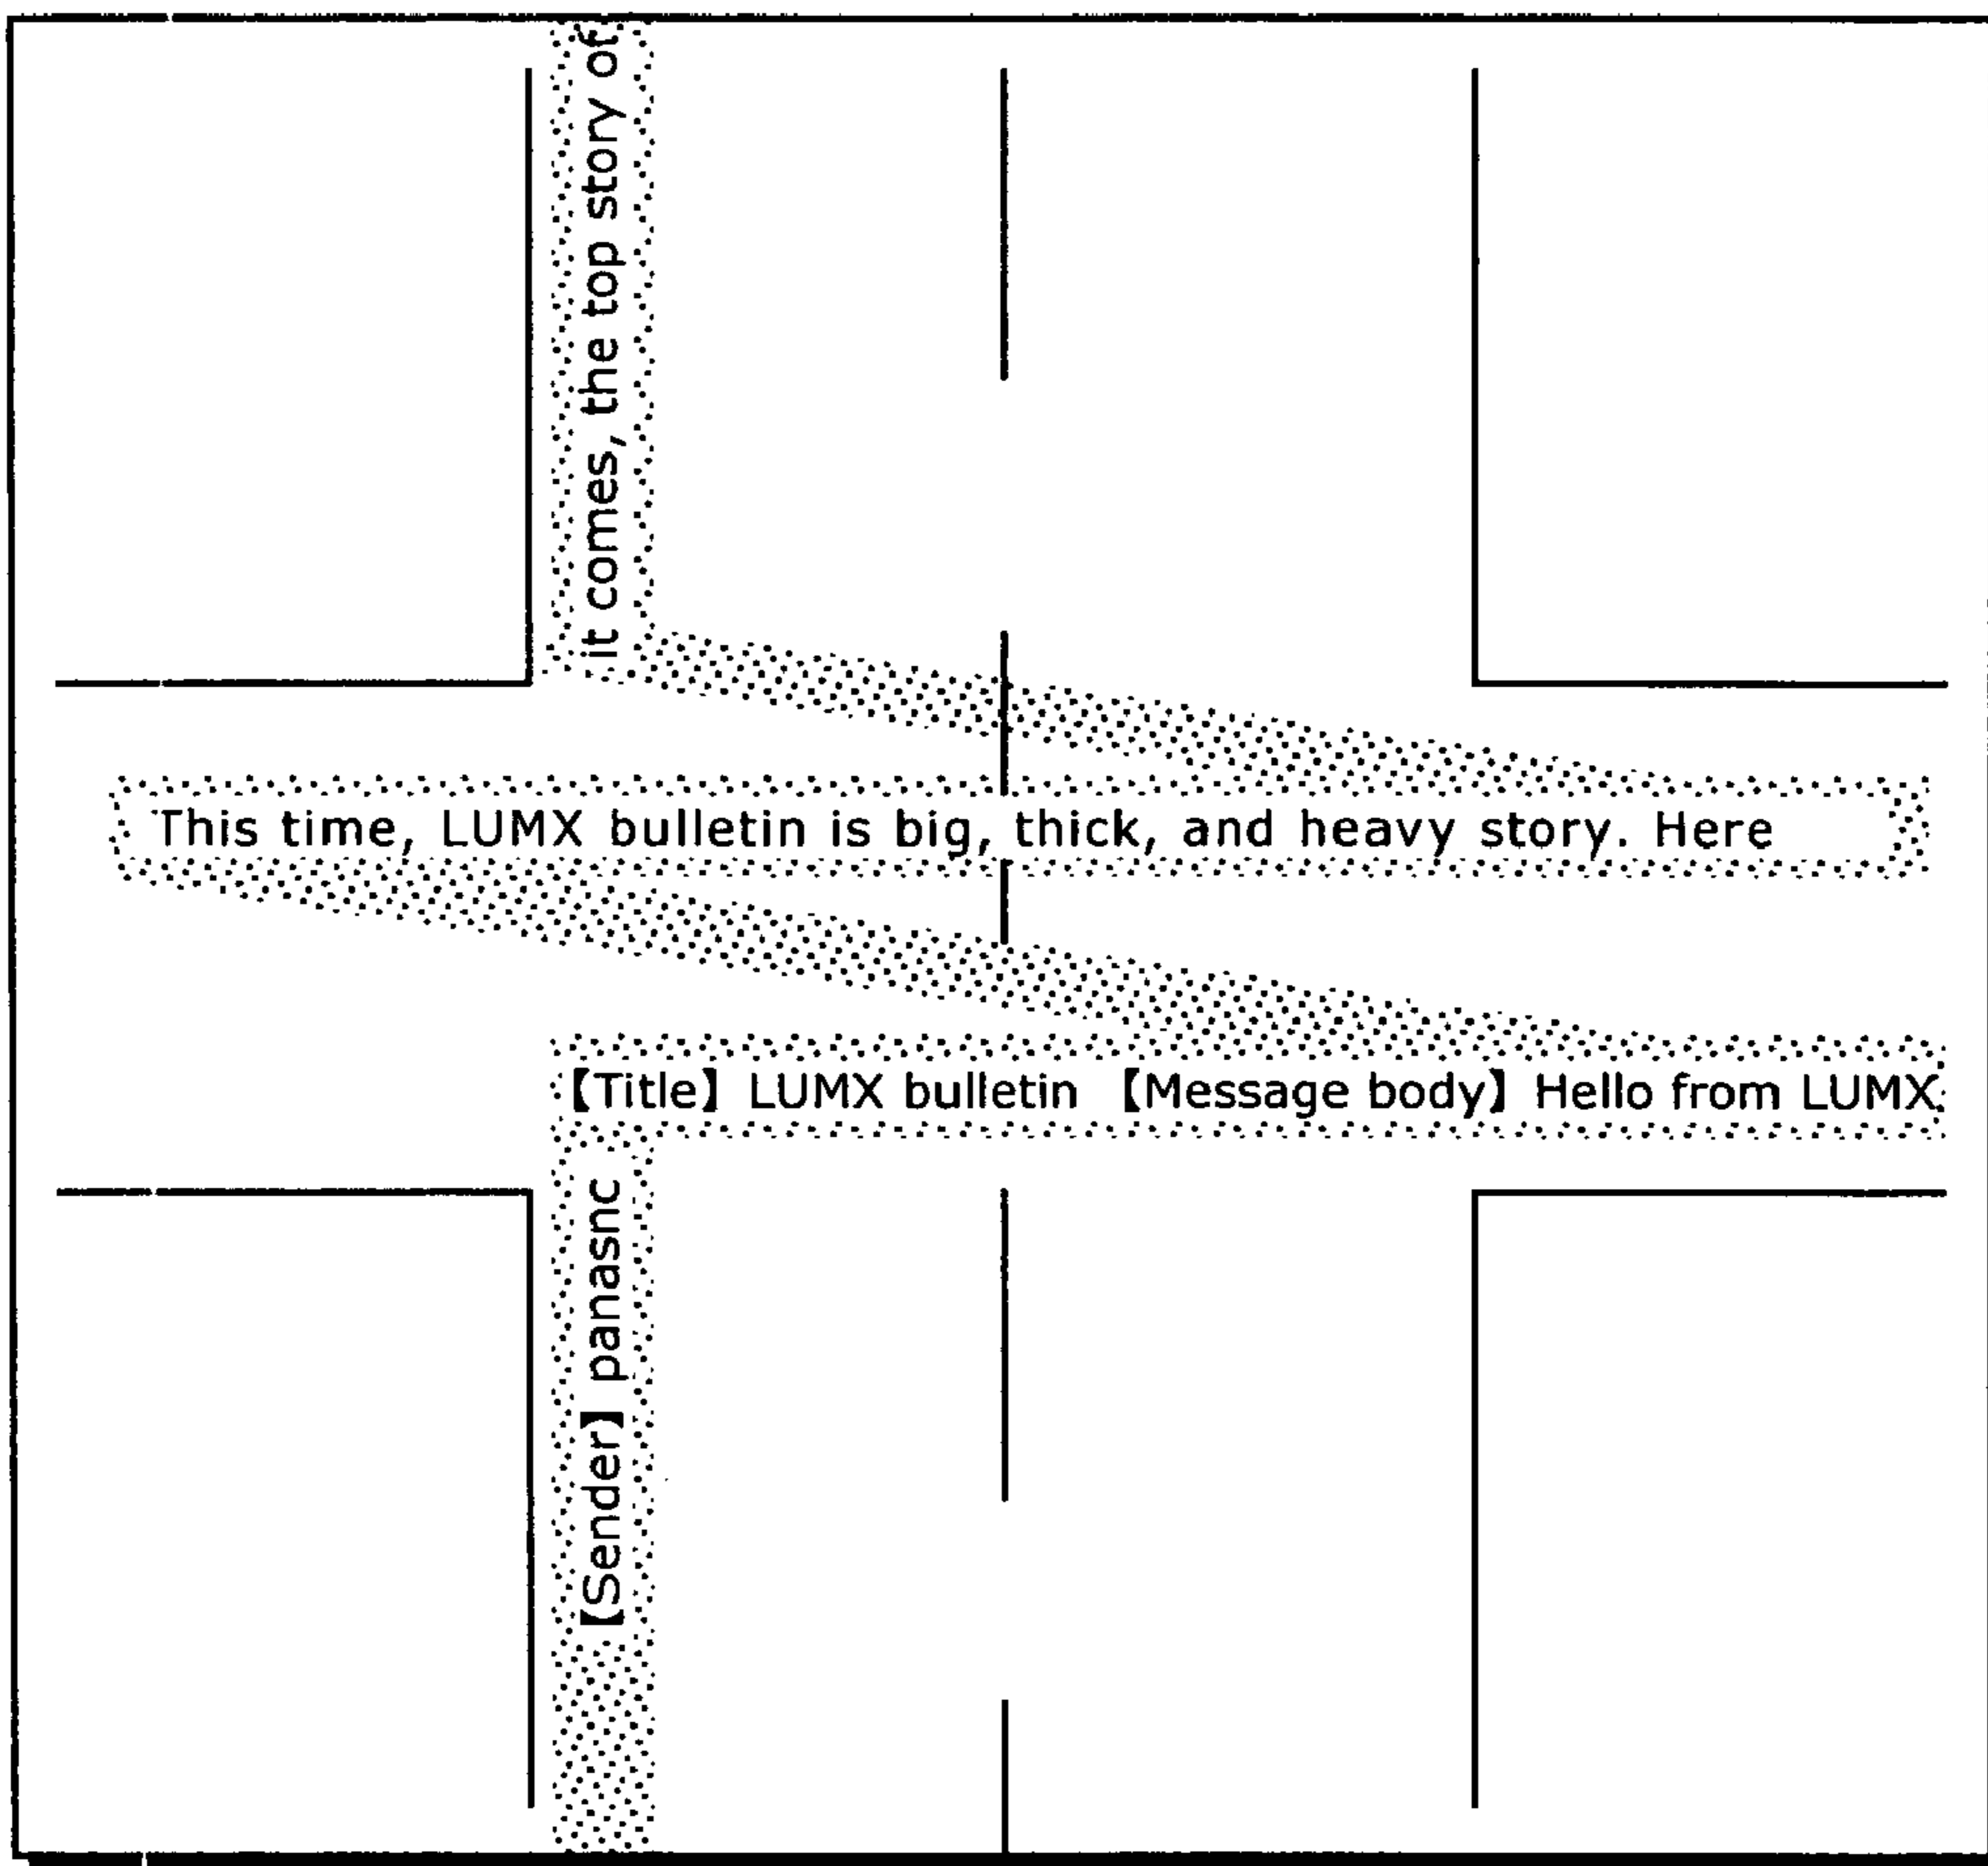 【Sender】panasnc
【Title】LUMX bulletin 【Message body】Hello from LUMX.
This time, LUMX bulletin is big, thick, and heavy story. Here
it comes, the top story of